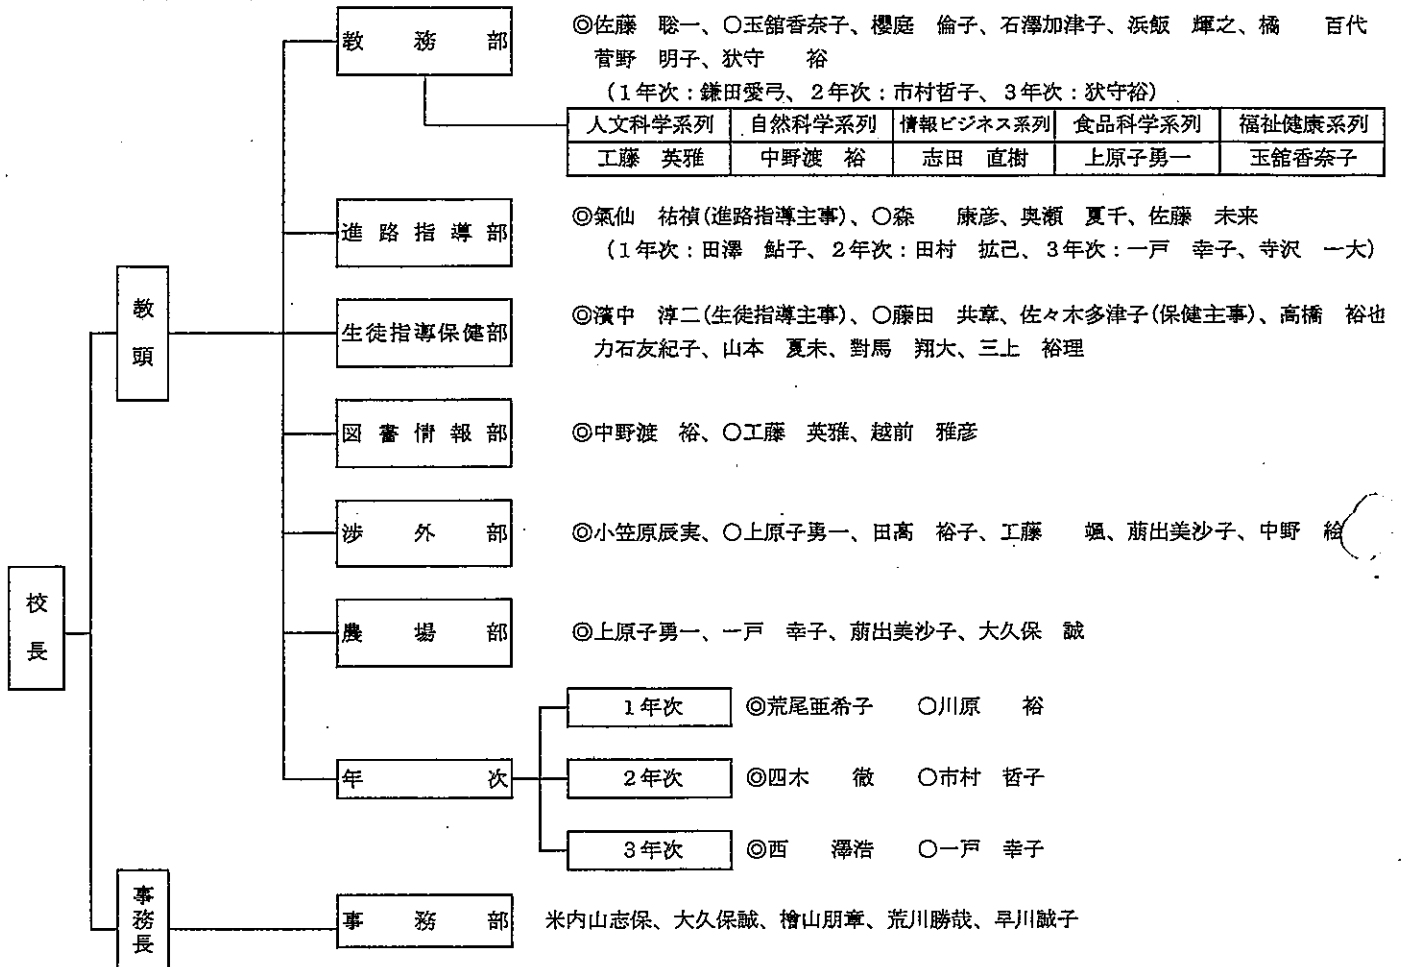 教務部
◎佐藤 聡一、○玉舘香奈子、櫻庭 倫子、石澤加津子、浜飯 輝之、橘 百代
菅野 明子、狄守 裕
(1年次:鎌田愛弓、2年次:市村哲子、3年次:狄守裕)
人文科学系列 自然科学系列 情報ビジネス系列 食品科学系列 福祉健康系列
工藤 英雅 中野渡 裕 志田 直樹 上原子勇一 玉舘香奈子
進路指導部
◎氣仙 祐禎(進路指導主事)、○森 康彦、奥瀬 夏千、佐藤 未来
(1年次:田澤 鮎子、2年次:田村 拡己、3年次:一戸 幸子、寺沢 一大)
教頭
生徒指導保健部
◎濱中 淳二(生徒指導主事)、○藤田 共章、佐々木多津子(保健主事)、高橋 裕也
力石友紀子、山本 夏未、對馬 翔大、三上 裕理
図書情報部
◎中野渡 裕、○工藤 英雅、越前 雅彦
渉外部
◎小笠原辰実、○上原子勇一、田高 裕子、工藤 颯、蒴出美沙子、中野 絵
校長
農場部
◎上原子勇一、一戸 幸子、蒴出美沙子、大久保 誠
年次
1年次 ◎荒尾亜希子 ○川原 裕
2年次 ◎四木 徹 ○市村 哲子
3年次 ◎西 澤浩 ○一戸 幸子
事務長
事務部
米内山志保、大久保誠、檜山朋章、荒川勝哉、早川誠子